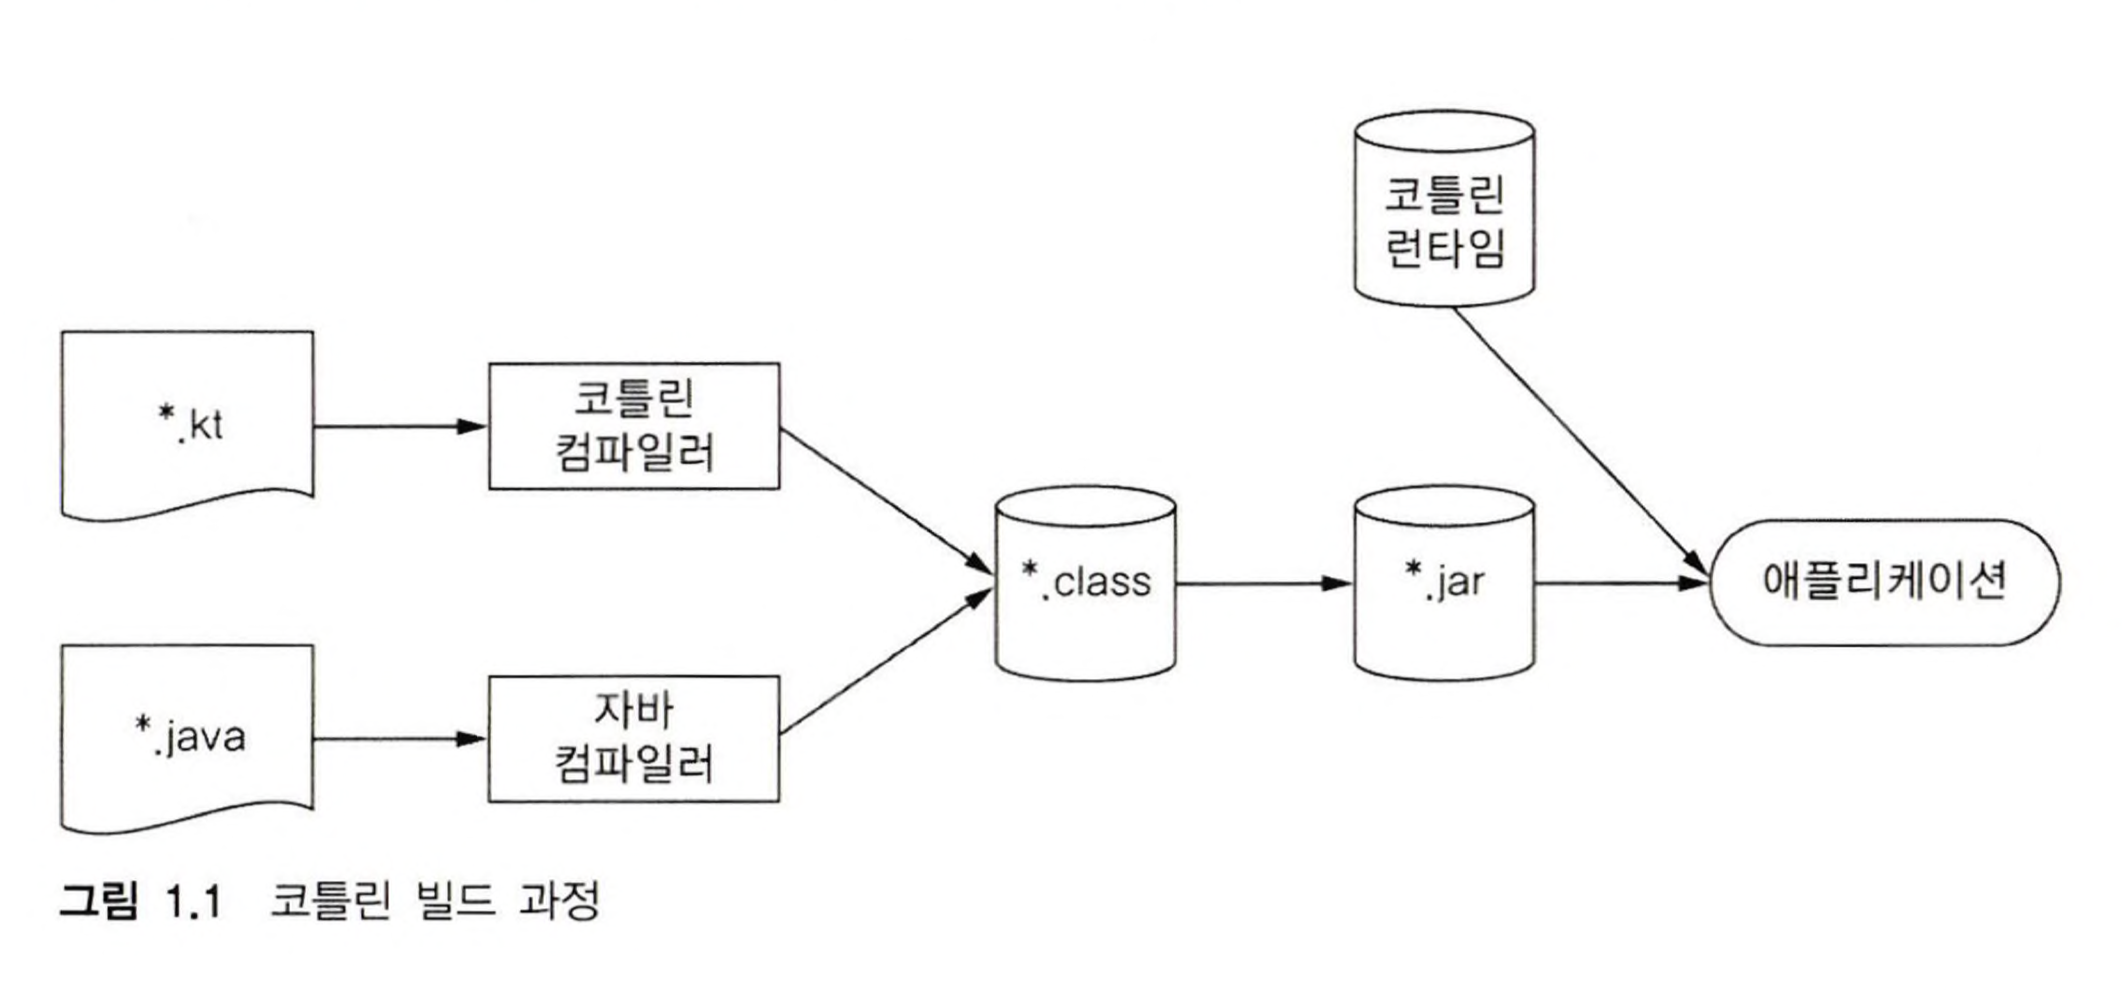 코틀린
런타임
*.kt
코틀린
컴파일러
*.class
*.jar
애플리케이션
*.java
자바
컴파일러
그림 1.1 코틀린 빌드 과정